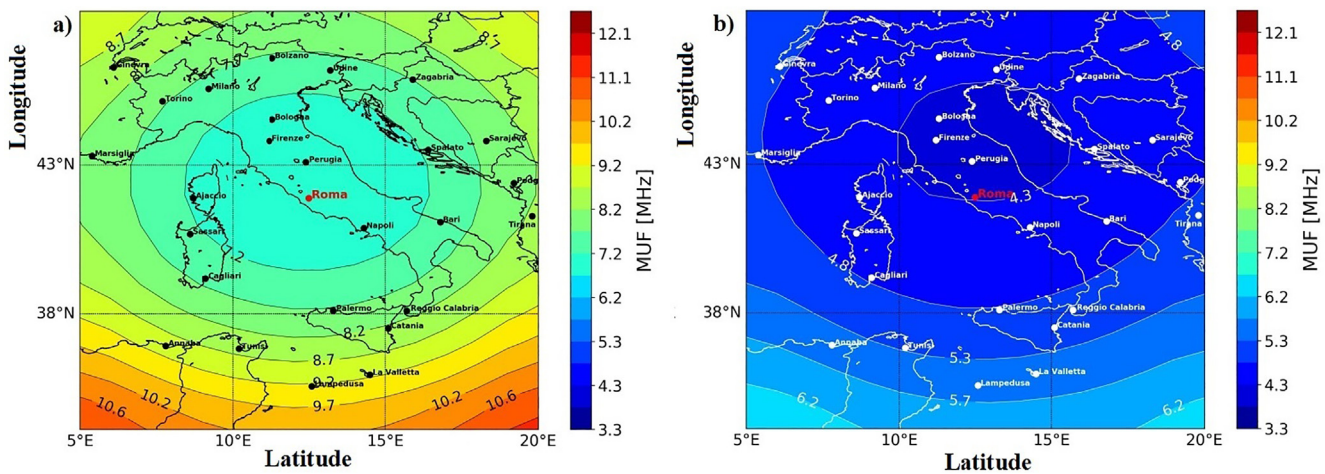 a)
Longitude
43°N
38°N
5°E
10°E
15°E
20°E
Latitude
8.7
8.7
Ginevra
Bolzano
Udine
Zagabria
Milano
Torino
Bologna
Firenze
Sarajevo
Marsiglia
Spalato
Perugia
Ajaccio
Roma
Sassari
Napoli
Bari
Tirana
Cagliari
Palermo
Reggio Calabria
8.2
Catania
Annaba
Tunisi
8.7
La Valletta
9.2
Lampedusa
10.6
10.2
9.7
10.2
10.6
12.1
11.1
10.2
9.2
8.2
7.2
6.2
5.3
4.3
3.3
MUF [MHz]
b)
Longitude
43°N
38°N
5°E
10°E
15°E
20°E
Latitude
4.8
Ginevra
Bolzano
Udine
Zagabria
Milano
Torino
Bologna
Firenze
Sarajevo
Marsiglia
Spalato
Perugia
Podg
Ajaccio
Roma
4.3
Sassari
Napoli
Bari
Tirana
4.8
Cagliari
Palermo
Reggio Calabria
Catania
Annaba
Tunisi
5.3
La Valletta
5.7
Lampedusa
6.2
6.2
12.1
11.1
10.2
9.2
8.2
7.2
6.2
5.3
4.3
3.3
MUF [MHz]